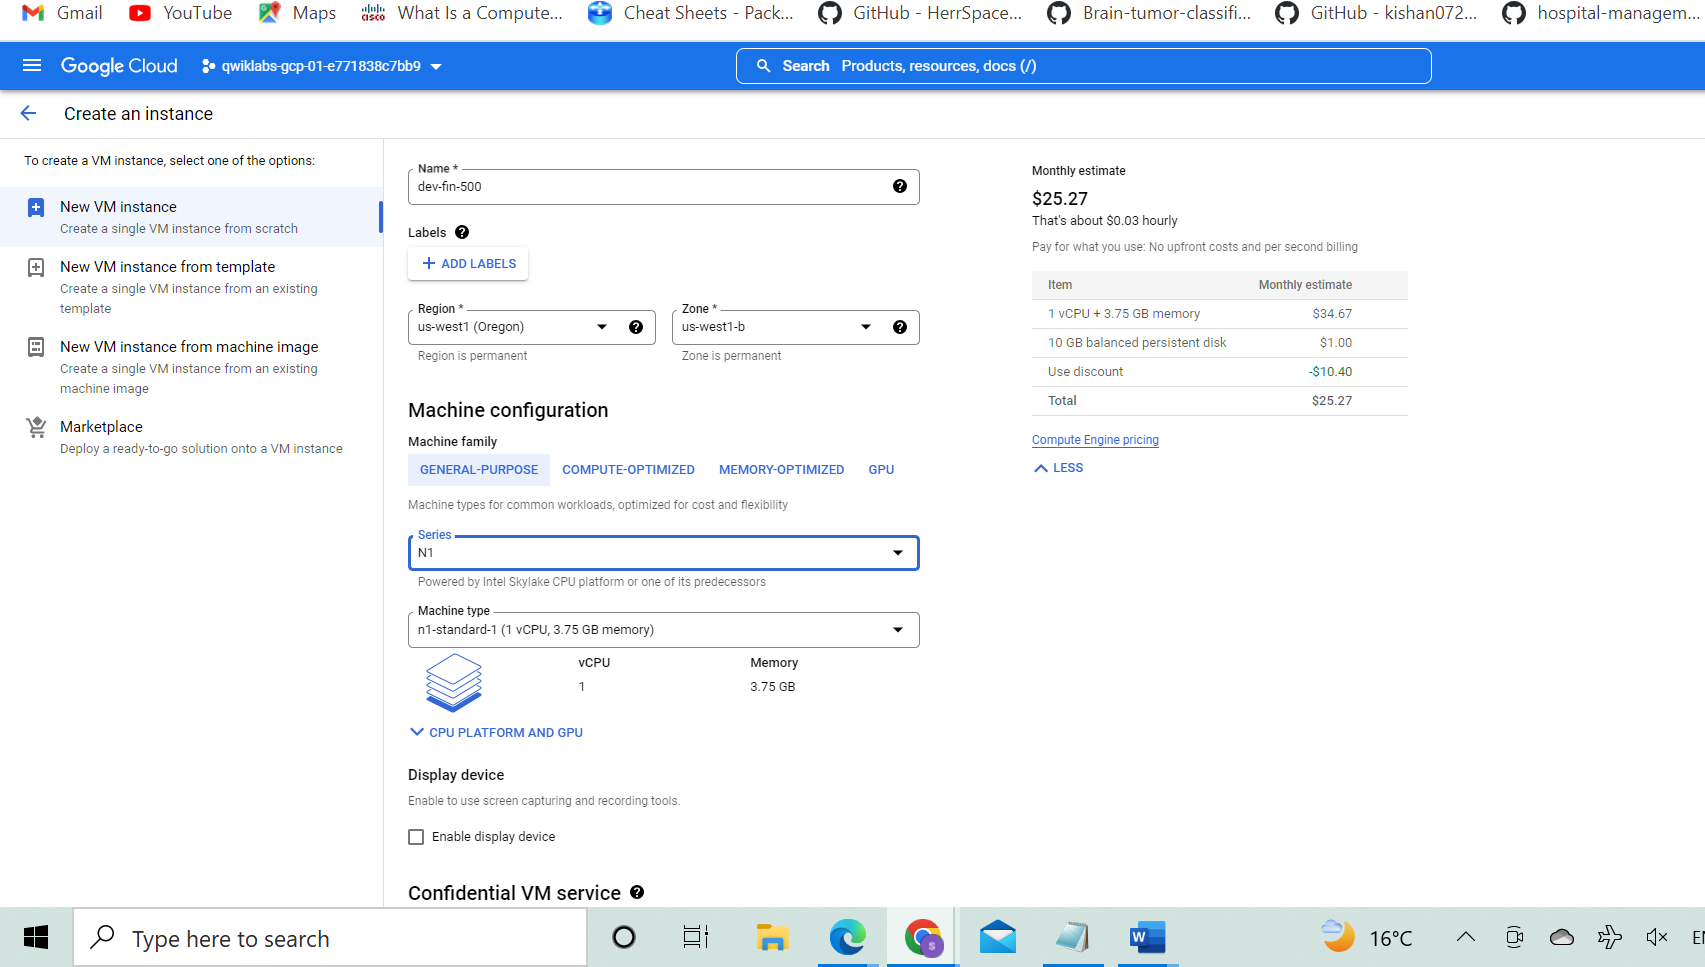 Gmail YouTube Maps What Is a Compute... Cheat Sheets - Pack... GitHub - HerrSpace... Brain-tumor-classifi... GitHub - kishan072... hospital-managem...
Google Cloud qwiklabs-gcp-01-e771838c7bb9 Search Products, resources, docs (/)
Create an instance
To create a VM instance, select one of the options:
New VM instance
Create a single VM instance from scratch
New VM instance from template
Create a single VM instance from an existing
template
New VM instance from machine image
Create a single VM instance from an existing
machine image
Marketplace
Deploy a ready-to-go solution onto a VM instance
Name *
dev-fin-500
Labels
+ ADD LABELS
Region * Zone *
us-west1 (Oregon) us-west1-b
Region is permanent Zone is permanent
Machine configuration
Machine family
GENERAL-PURPOSE COMPUTE-OPTIMIZED MEMORY-OPTIMIZED GPU
Machine types for common workloads, optimized for cost and flexibility
Series
N1
Powered by Intel Skylake CPU platform or one of its predecessors
Machine type
n1-standard-1 (1 vCPU, 3.75 GB memory)
vCPU Memory
1 3.75 GB
CPU PLATFORM AND GPU
Display device
Enable to use screen capturing and recording tools.
Enable display device
Confidential VM service
Monthly estimate
$25.27
That's about $0.03 hourly
Pay for what you use: No upfront costs and per second billing
Item Monthly estimate
1 vCPU + 3.75 GB memory $34.67
10 GB balanced persistent disk $1.00
Use discount -$10.40
Total $25.27
Compute Engine pricing
LESS
Type here to search 16°C